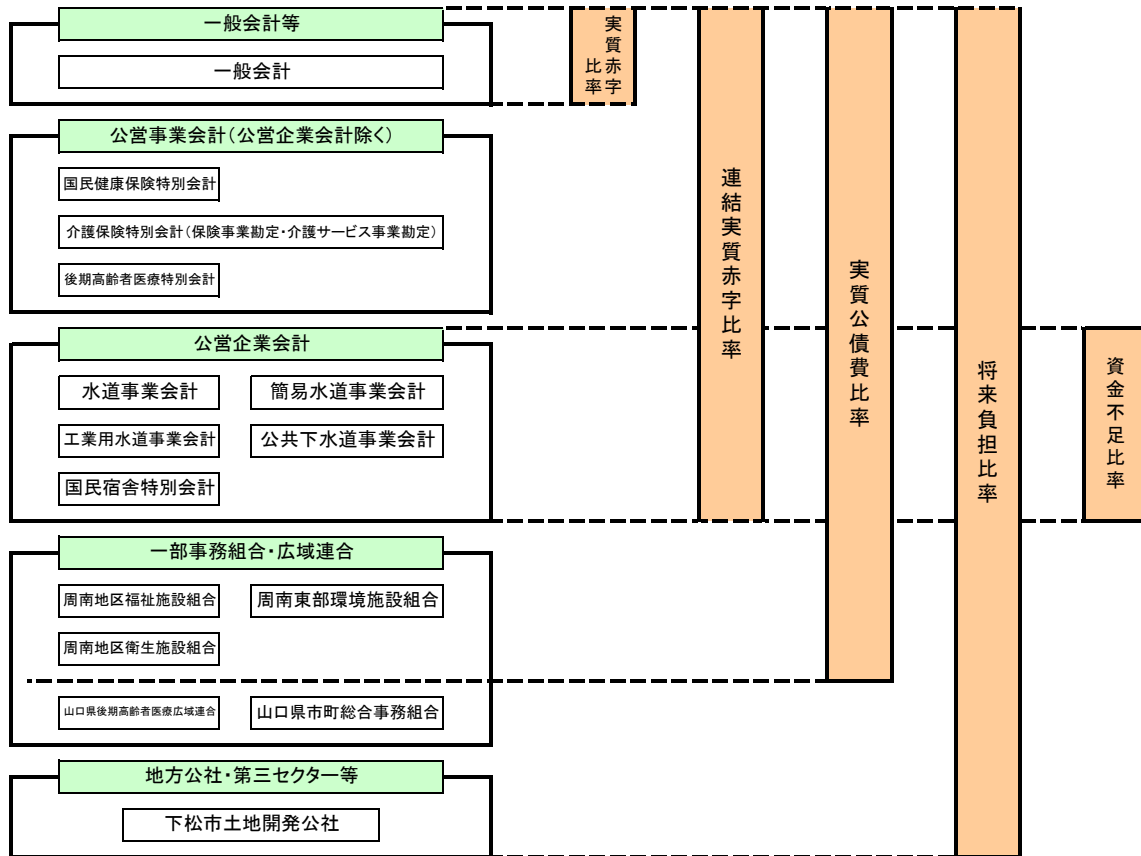 一般会計等
一般会計
公営事業会計(公営企業会計除く)
国民健康保険特別会計
介護保険特別会計(保険事業勘定・介護サービス事業勘定)
後期高齢者医療特別会計
公営企業会計
水道事業会計
簡易水道事業会計
工業用水道事業会計
公共下水道事業会計
国民宿舎特別会計
一部事務組合・広域連合
周南地区福祉施設組合
周南東部環境施設組合
周南地区衛生施設組合
山口県後期高齢者医療広域連合
山口県市町総合事務組合
地方公社・第三セクター等
下松市土地開発公社
実質赤字
比率
連結実質赤字比率
実質公債費比率
将来負担比率
資金不足比率